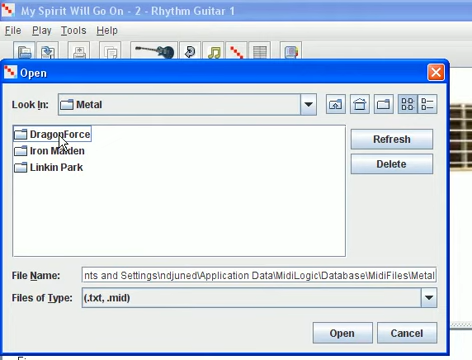 My Spirit Will Go On - 2 - Rhythm Guitar 1
File Play Tools Help
Open
Look In: Metal
DragonForce
Iron Maiden
Linkin Park
Refresh
Delete
File Name: nts and Settings\ndjuned\Application Data\MidiLogic\Database\MidiFiles\Metal
Files of Type: (.txt, .mid)
Open Cancel